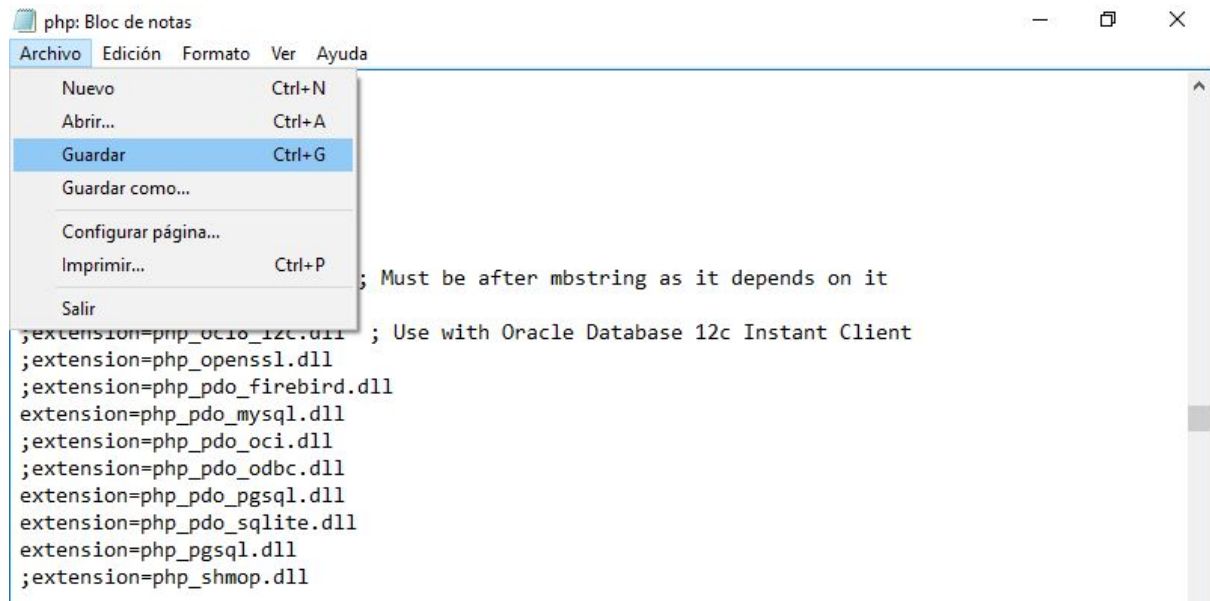 php: Bloc de notas
Archivo Edición Formato Ver Ayuda
Nuevo Ctrl+N
Abrir... Ctrl+A
Guardar Ctrl+G
Guardar como...
Configurar página...
Imprimir... Ctrl+P
Salir
; Must be after mbstring as it depends on it
;extension=php_oci8_12c.dll ; Use with Oracle Database 12c Instant Client
;extension=php_openssl.dll
;extension=php_pdo_firebird.dll
extension=php_pdo_mysql.dll
;extension=php_pdo_oci.dll
;extension=php_pdo_odbc.dll
extension=php_pdo_pgsql.dll
extension=php_pdo_sqlite.dll
extension=php_pgsql.dll
;extension=php_shmop.dll